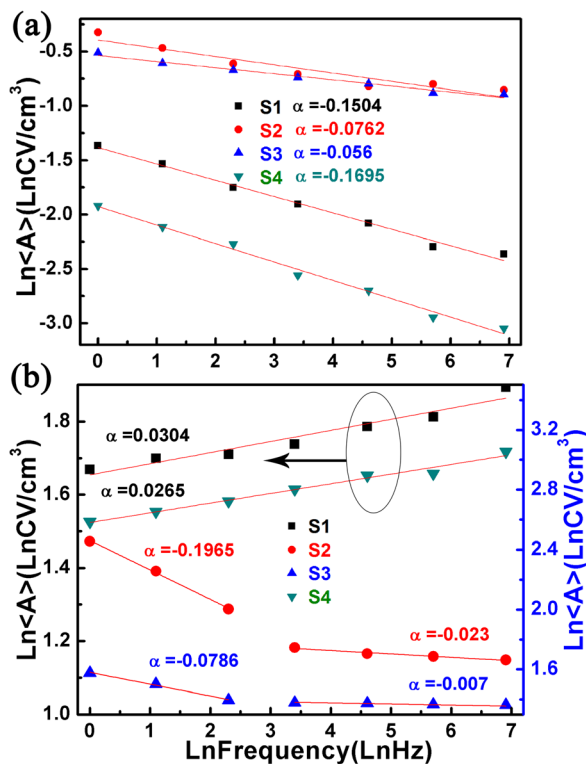 (a)
Ln<A>(LnCV/cm³)
-0.5
-1.0
-1.5
-2.0
-2.5
-3.0
S1 α=-0.1504
S2 α=-0.0762
S3 α=-0.056
S4 α=-0.1695
0 1 2 3 4 5 6 7
(b)
Ln<A>(LnCV/cm³)
1.8
1.6
1.4
1.2
1.0
α=0.0304
α=0.0265
α=-0.1965
S1
S2
S3
S4
α=-0.023
α=-0.0786
α=-0.007
3.2
2.8
2.4
2.0
1.6
Ln<A>(LnCV/cm³)
0 1 2 3 4 5 6 7
LnFrequency(LnHz)